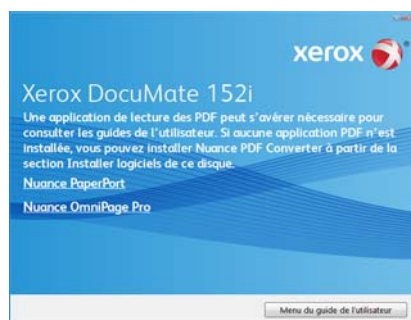 xerox
Xerox DocuMate 152i
Une application de lecture des PDF peut s'avérer nécessaire pour
consulter les guides de l'utilisateur. Si aucune application PDF n'est
installée, vous pouvez installer Nuance PDF Converter à partir de la
section Installer logiciels de ce disque.
Nuance PaperPort
Nuance OmniPage Pro
Menu du guide de l'utilisateur